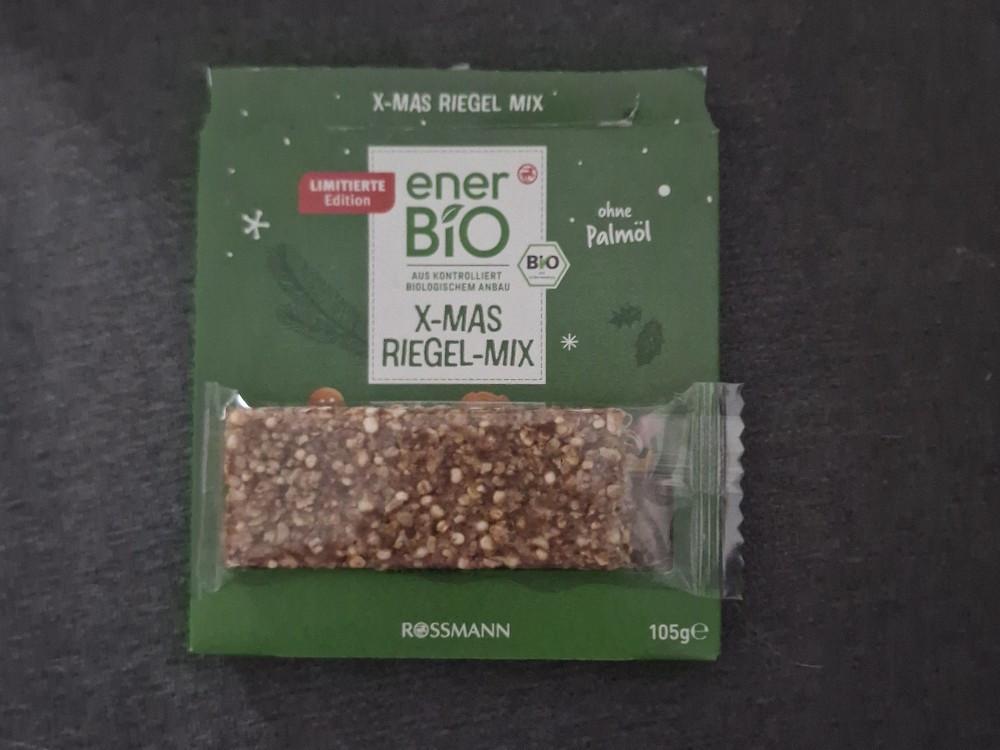 X-MAS RIEGEL MIX
LIMITIERTE
Edition
ener
BiO
AUS KONTROLLIERT
BIOLOGISCHEM ANBAU
X-MAS
RIEGEL-MIX
BiO
ohne
Palmöl
ROSSMANN
105g℮